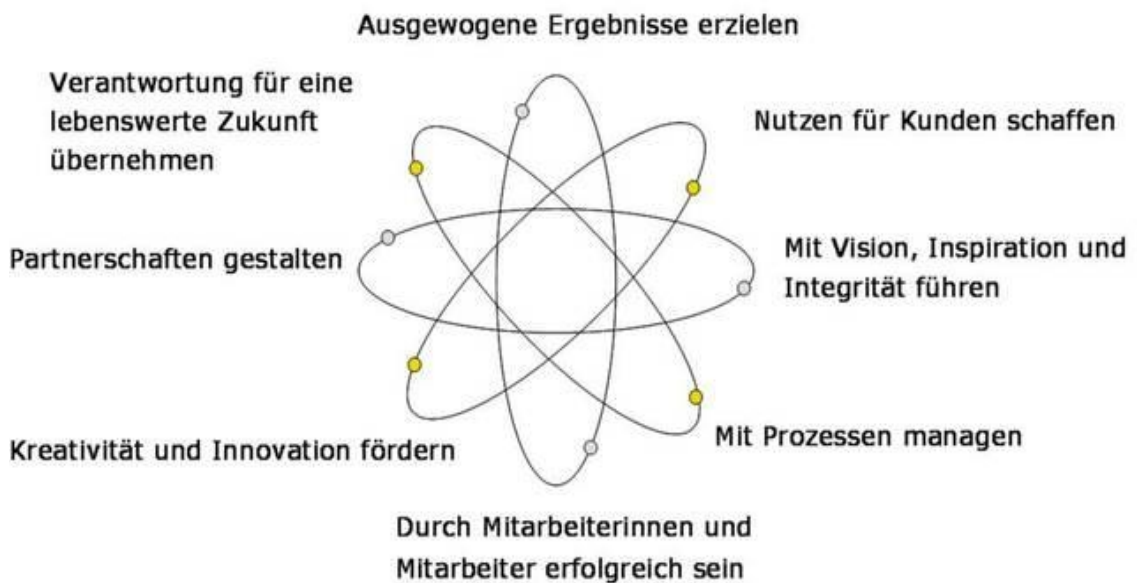 Ausgewogene Ergebnisse erzielen
Verantwortung für eine
lebenswerte Zukunft
übernehmen
Nutzen für Kunden schaffen
Partnerschaften gestalten
Mit Vision, Inspiration und
Integrität führen
Kreativität und Innovation fördern
Mit Prozessen managen
Durch Mitarbeiterinnen und
Mitarbeiter erfolgreich sein